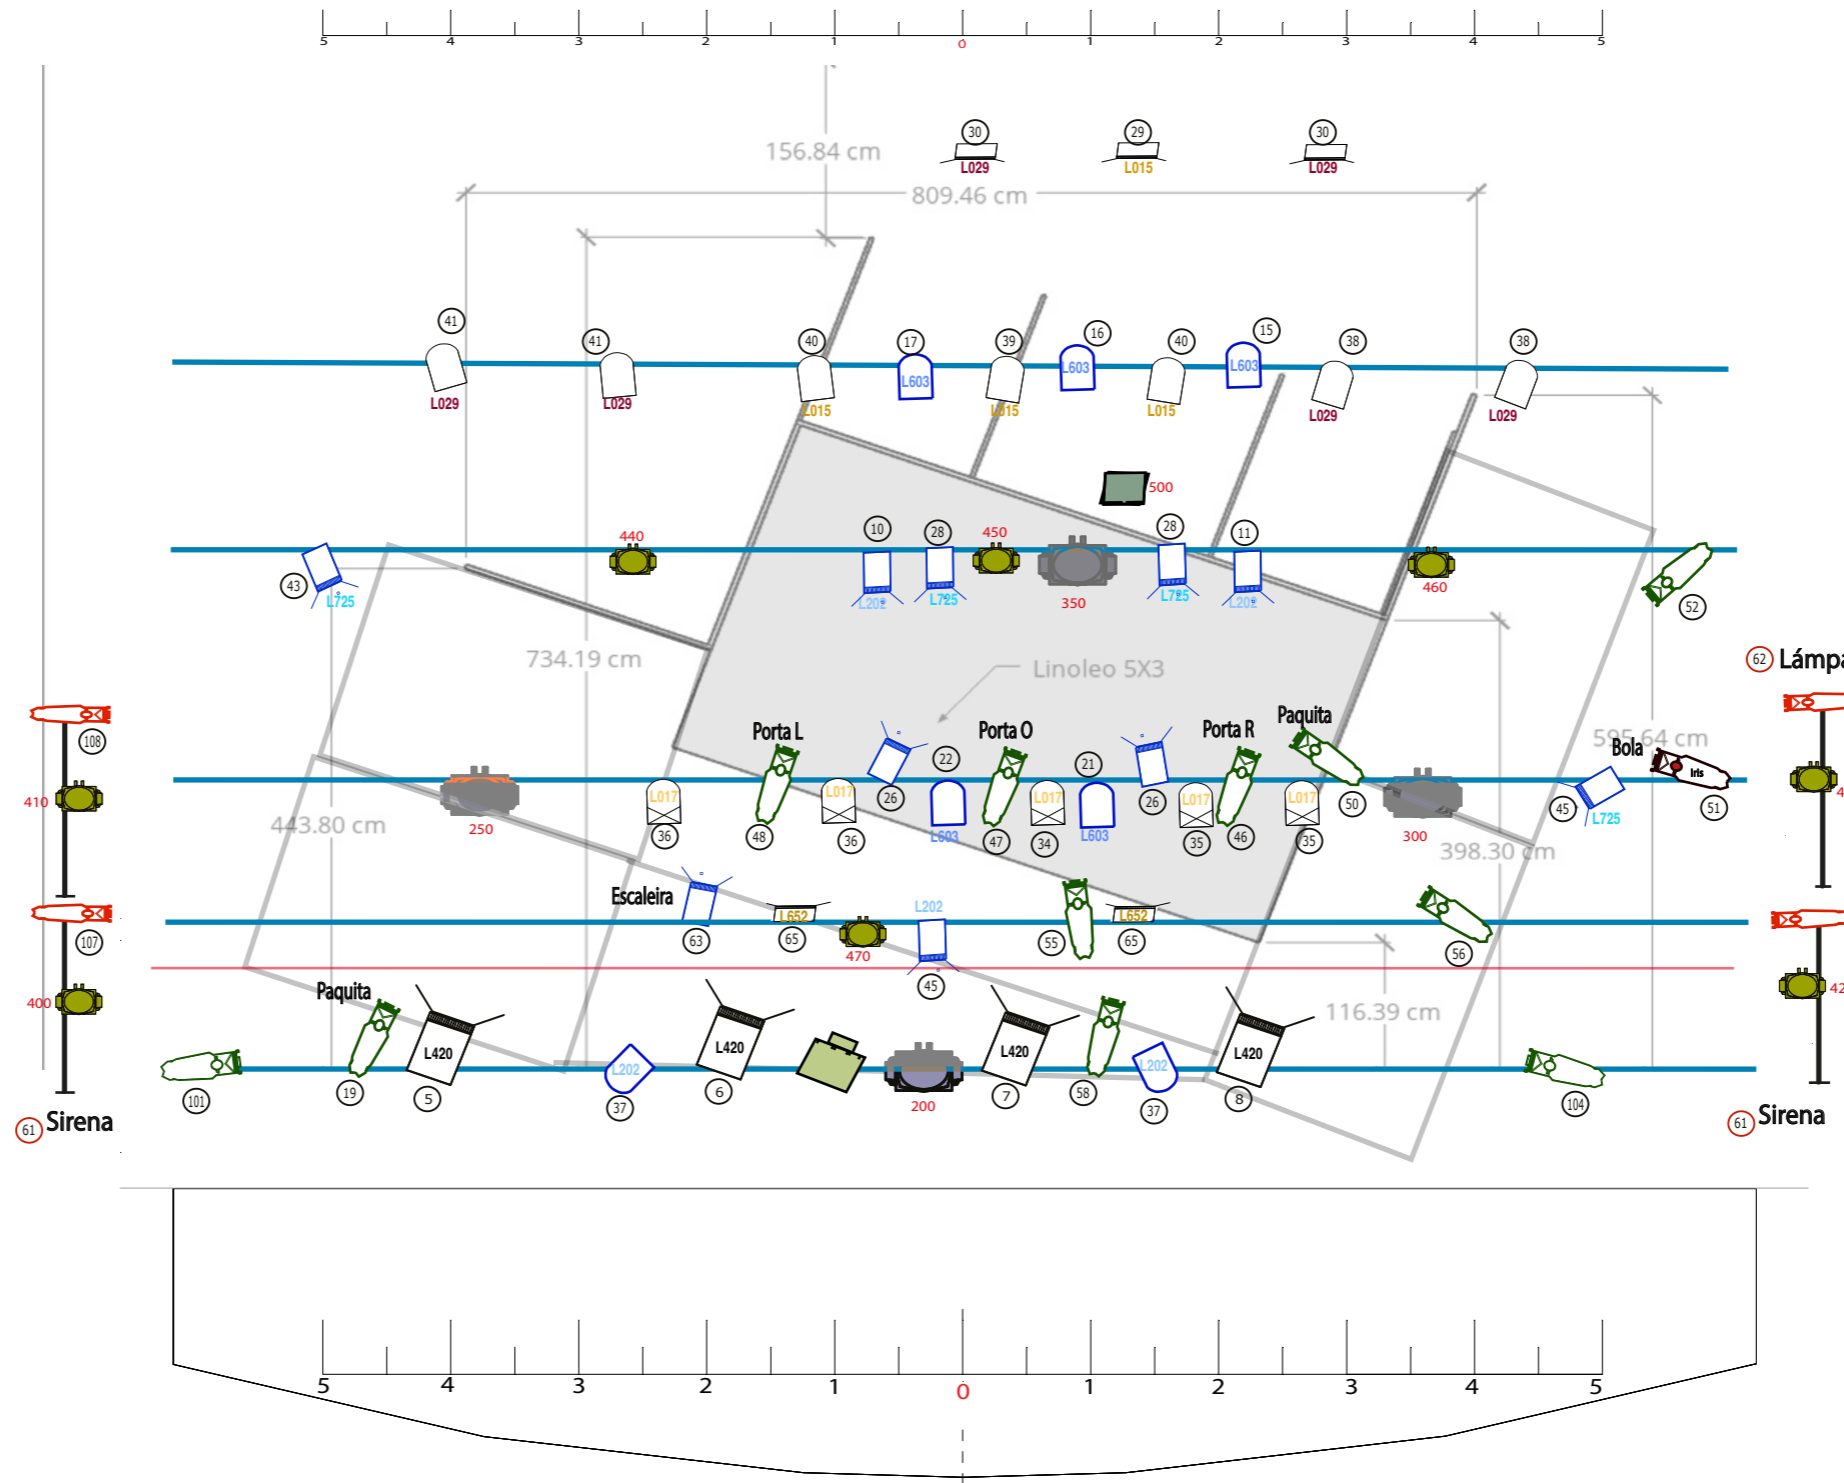 5 4 3 2 1 0 1 2 3 4 5
30 29 30
156.84 cm
L029 L015 L029
809.46 cm
41 41 40 17 39 16 40 15 38 38
L603 L603 L603
L029 L029 L015 L015 L015 L029 L029
500
440 10 28 450 28 11
43 L725 L202 L725 350 L725 L202 460 52
734.19 cm
Linoleo 5X3
62 Lámpa
108 Porta L Porta O Porta R Paquita
595.64 cm
Bola
Iris
22 21
410 250 L017 L017 26 L017 26 L017 L017 50 300 45 51 4
443.80 cm
36 48 36 L603 47 34 L603 35 46 35 L725
398.30 cm
Escaleira
L202
107 63 L652 65 470 45 55 L652 65 56
400 Paquita 42
116.39 cm
L420 L420 L420 L420
L202 L202
101 19 5 37 6 200 7 58 37 8 104
61 Sirena
61 Sirena
5 4 3 2 1 0 1 2 3 4 5